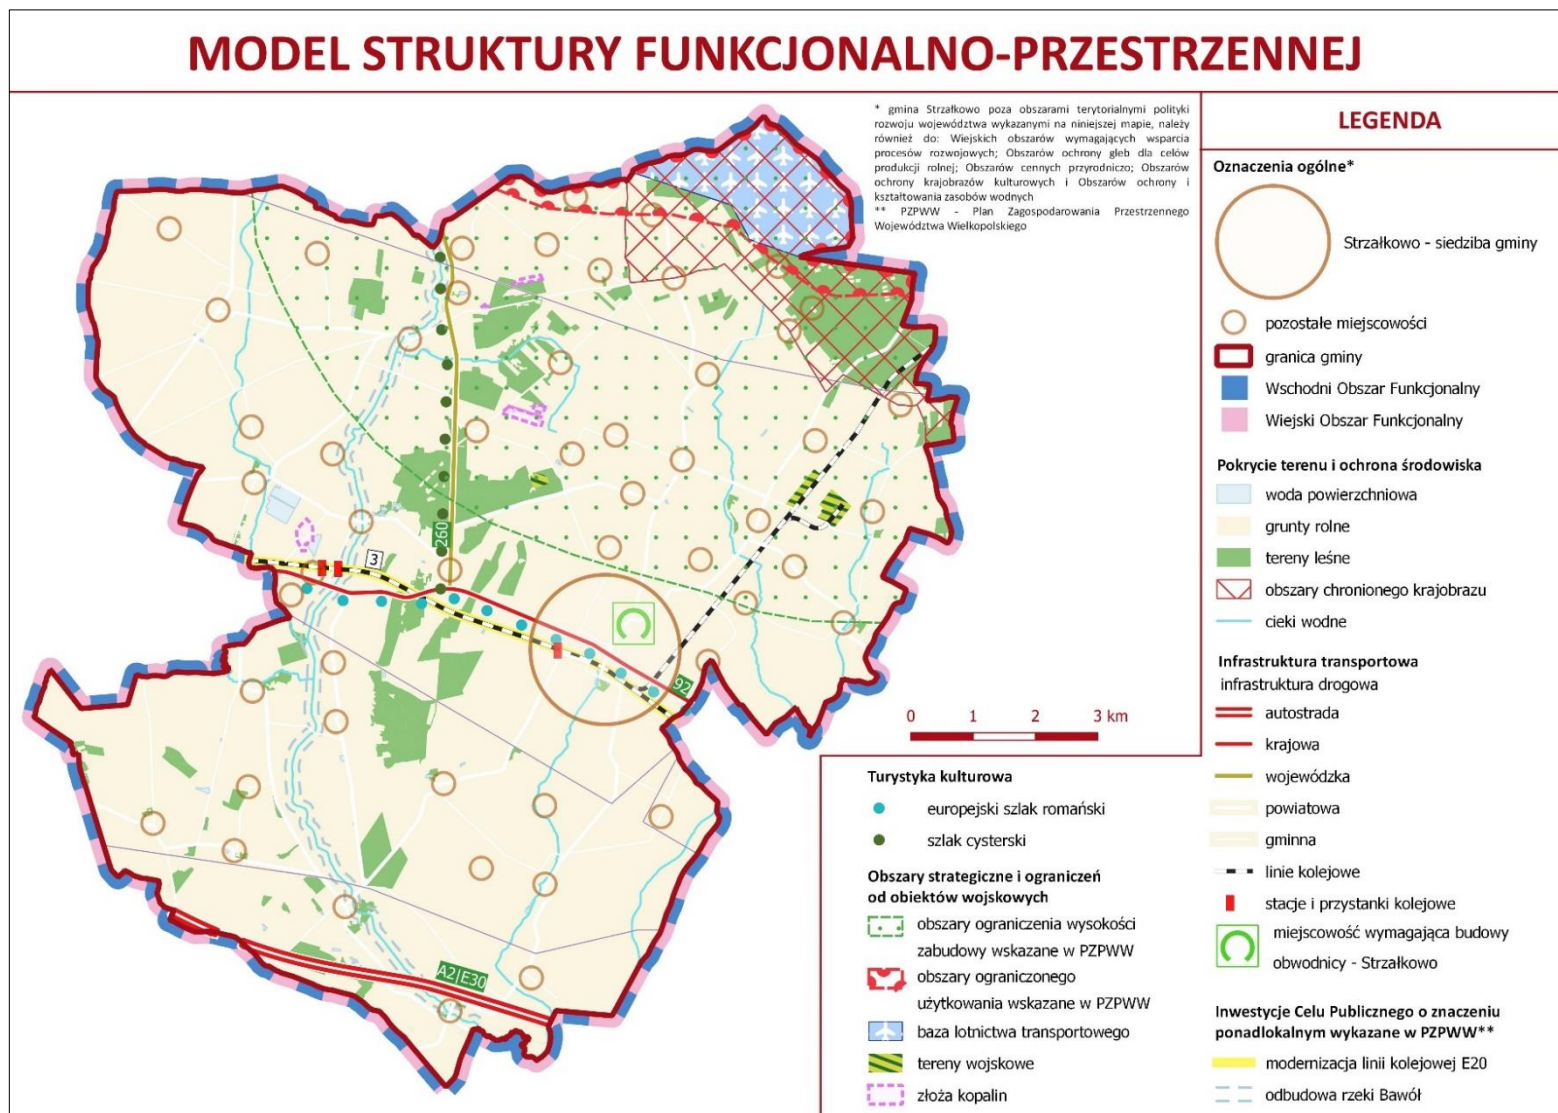 MODEL STRUKTURY FUNKCJONALNO-PRZESTRZENNEJ
* gmina Strzałkowo poza obszarami terytorialnymi polityki
rozwoju województwa wykazanymi na niniejszej mapie, należy
również do: Wiejskich obszarów wymagających wsparcia
procesów rozwojowych; Obszarów ochrony gleb dla celów
produkcji rolnej; Obszarów cennych przyrodniczo; Obszarów
ochrony krajobrazów kulturowych i Obszarów ochrony i
kształtowania zasobów wodnych
** PZPWW - Plan Zagospodarowania Przestrzennego
Województwa Wielkopolskiego
260
3
92
A2|E30
0 1 2 3 km
LEGENDA
Oznaczenia ogólne*
Strzałkowo - siedziba gminy
pozostałe miejscowości
granica gminy
Wschodni Obszar Funkcjonalny
Wiejski Obszar Funkcjonalny
Pokrycie terenu i ochrona środowiska
woda powierzchniowa
grunty rolne
tereny leśne
obszary chronionego krajobrazu
cieki wodne
Infrastruktura transportowa
infrastruktura drogowa
autostrada
krajowa
wojewódzka
powiatowa
gminna
linie kolejowe
stacje i przystanki kolejowe
miejscowość wymagająca budowy
obwodnicy - Strzałkowo
Inwestycje Celu Publicznego o znaczeniu
ponadlokalnym wykazane w PZPWW**
modernizacja linii kolejowej E20
odbudowa rzeki Bawół
Turystyka kulturowa
europejski szlak romański
szlak cysterski
Obszary strategiczne i ograniczeń
od obiektów wojskowych
obszary ograniczenia wysokości
zabudowy wskazane w PZPWW
obszary ograniczonego
użytkowania wskazane w PZPWW
baza lotnictwa transportowego
tereny wojskowe
złoża kopalin